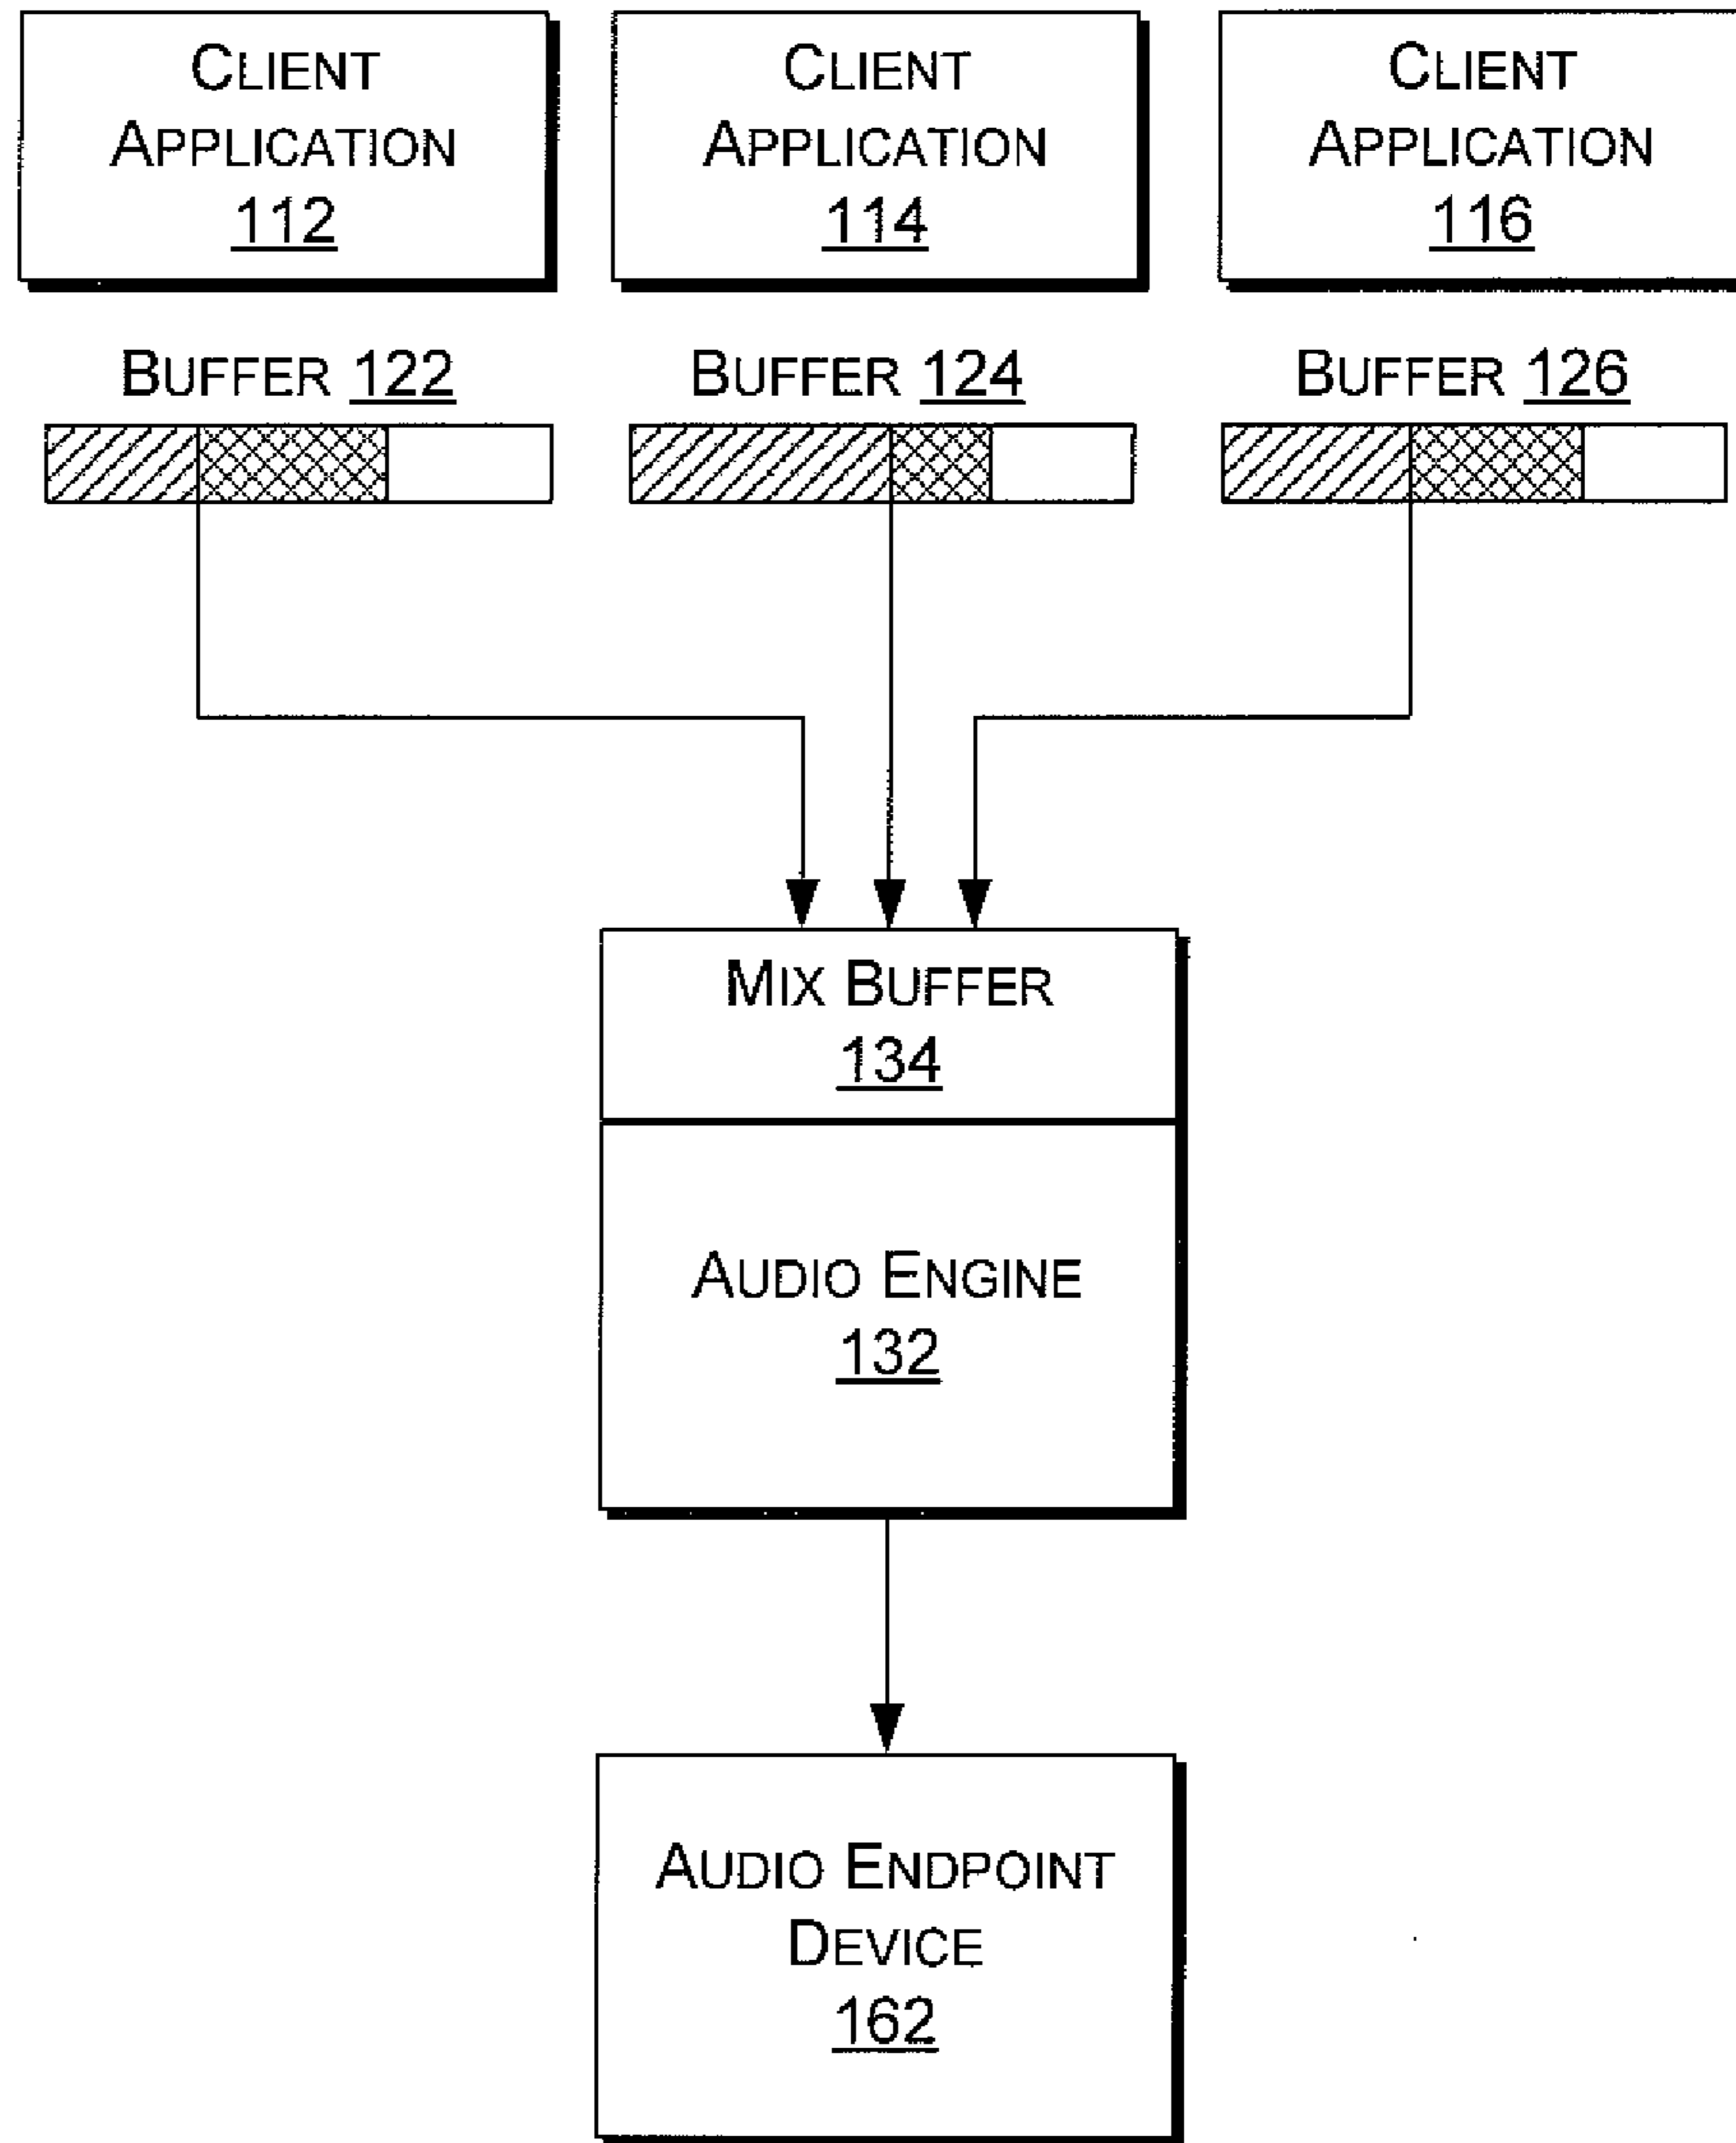 CLIENT
APPLICATION
112
CLIENT
APPLICATION
114
CLIENT
APPLICATION
116
BUFFER 122
BUFFER 124
BUFFER 126
MIX BUFFER
134
AUDIO ENGINE
132
AUDIO ENDPOINT
DEVICE
162